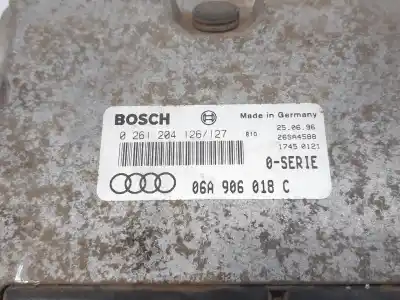 BOSCH
Made in Germany
0 261 204 126/127
B10
25.06.96
26SA4588
1745 0121
0-SERIE
06A 906 018 C